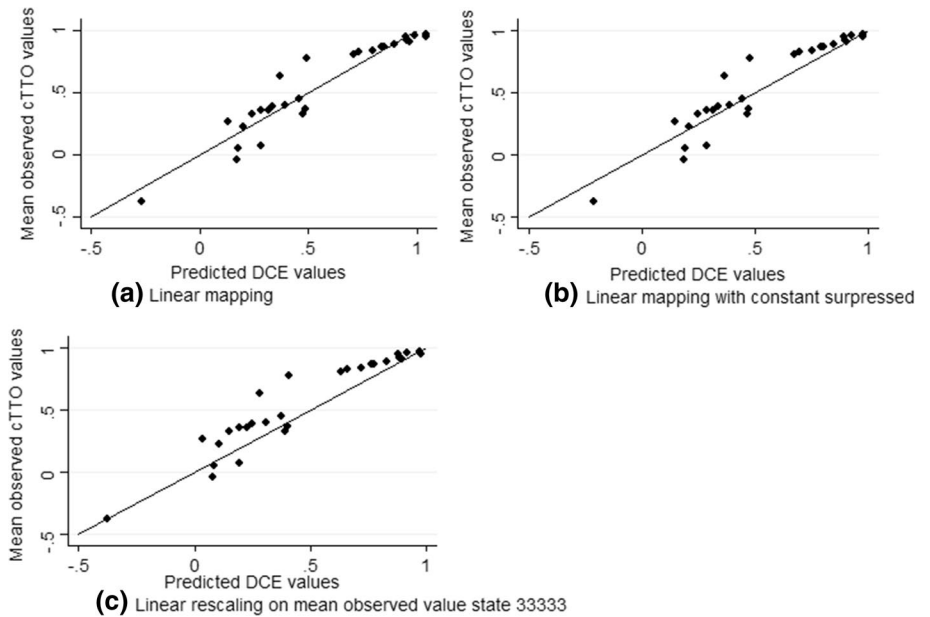 Mean observed cTTO values
1
.5
0
-.5
-.5
0
.5
1
Predicted DCE values
(a) Linear mapping
Mean observed cTTO values
1
.5
0
-.5
-.5
0
.5
1
Predicted DCE values
(b) Linear mapping with constant surpressed
Mean observed cTTO values
1
.5
0
-.5
-.5
0
.5
1
Predicted DCE values
(c) Linear rescaling on mean observed value state 33333